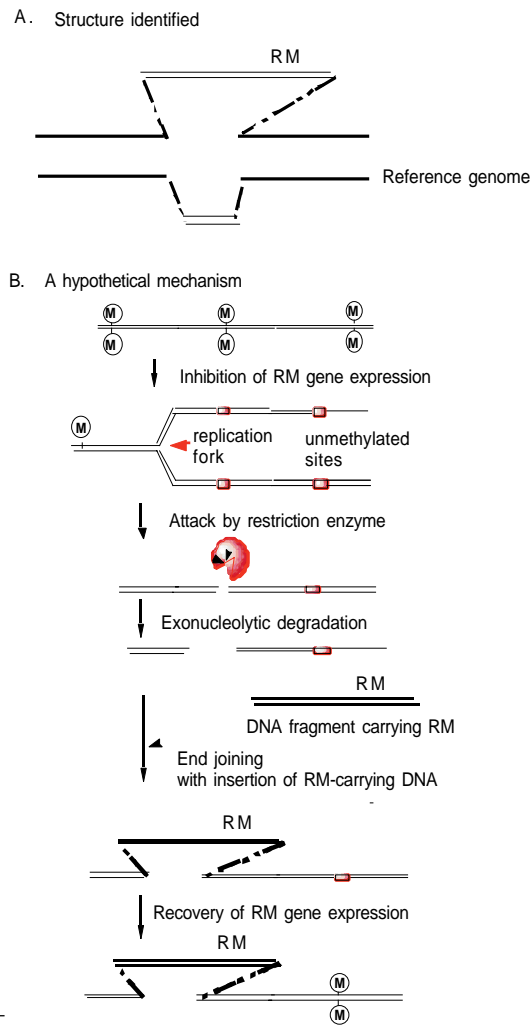 A. Structure identified
RM
Reference genome
B. A hypothetical mechanism
M M M
M M M
Inhibition of RM gene expression
M
replication
fork
unmethylated
sites
Attack by restriction enzyme
Exonucleolytic degradation
RM
DNA fragment carrying RM
End joining
with insertion of RM-carrying DNA
RM
Recovery of RM gene expression
RM
M
M